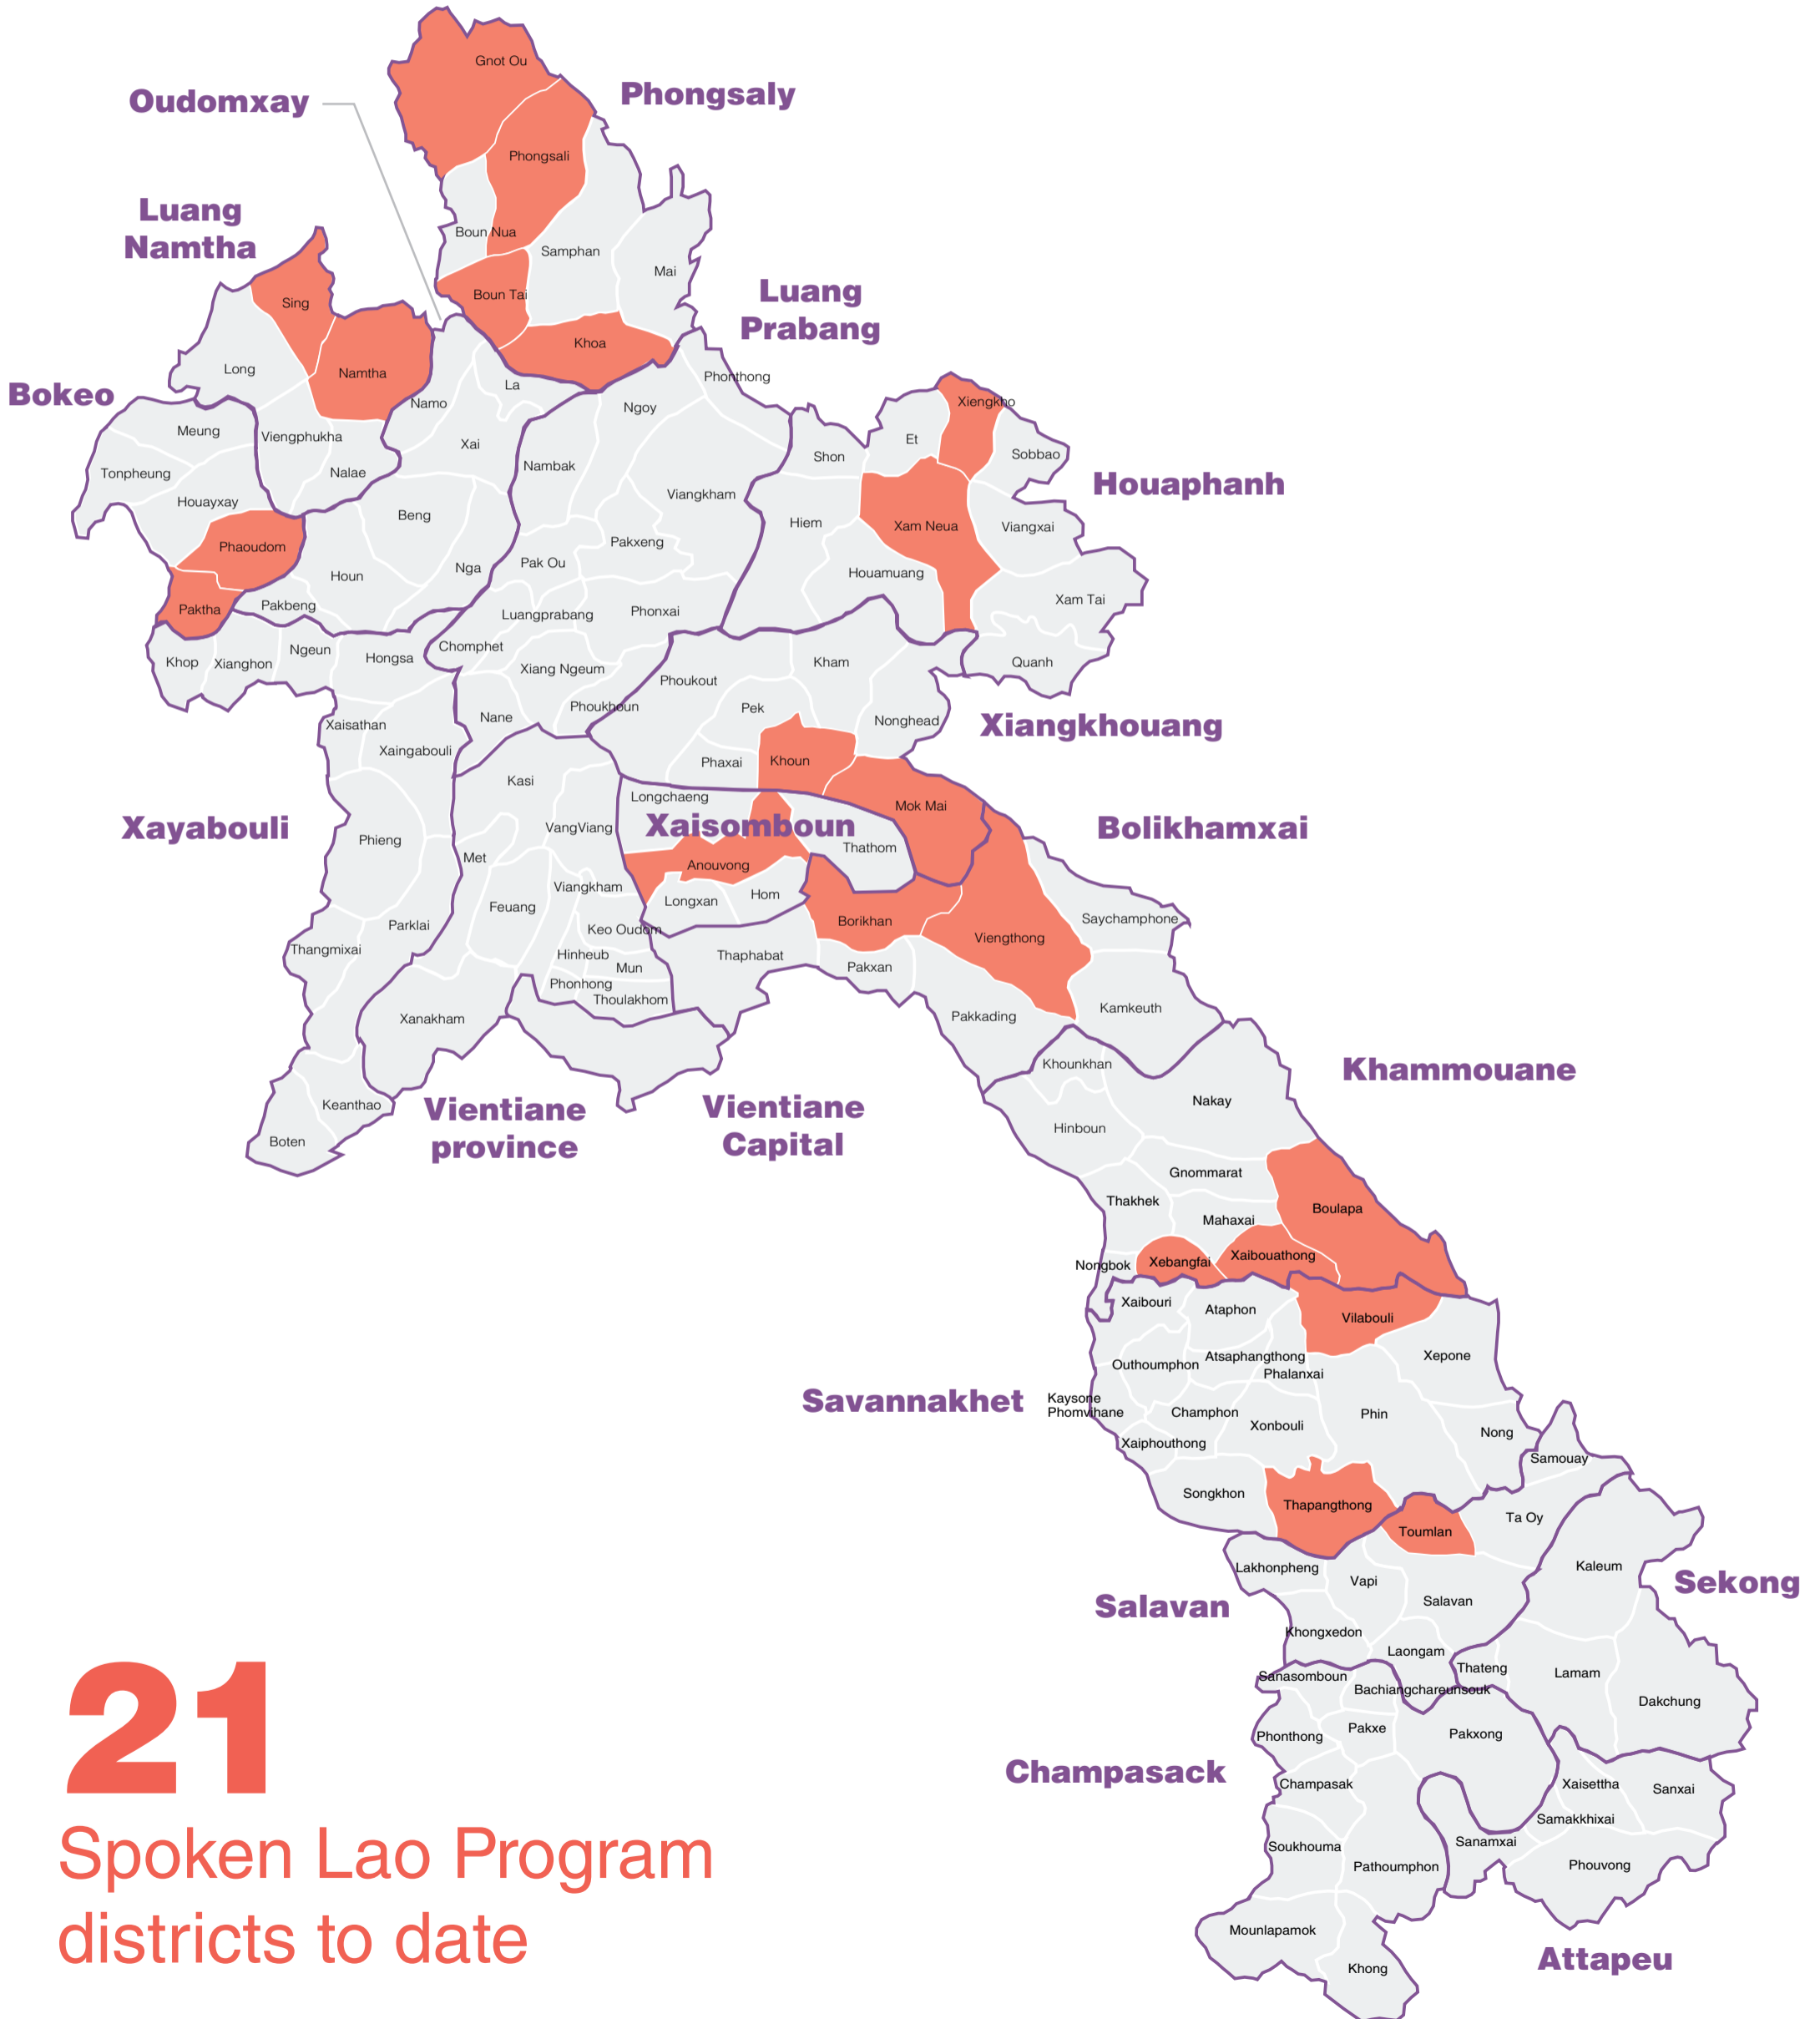 Gnot Ou
Phongsaly
Oudomxay
Phongsali
Luang
Namtha
Boun Nua
Samphan
Mai
Boun Tai
Luang
Prabang
Sing
Khoa
Long
Namtha
La
Phonthong
Bokeo
Namo
Ngoy
Xiengkho
Meung
Viengphukha
Xai
Et
Shon
Sobbao
Tonpheung
Nalae
Nambak
Houaphanh
Houayxay
Viangkham
Beng
Hiem
Xam Neua
Viangxai
Phaoudom
Pakxeng
Houn
Nga
Pak Ou
Houamuang
Paktha
Pakbeng
Luangprabang
Phonxai
Xam Tai
Khop
Xianghon
Ngeun
Hongsa
Chomphet
Xiang Ngeum
Kham
Quanh
Phoukout
Xaisathan
Nane
Phoukhoun
Pek
Nonghead
Xiangkhouang
Xaingabouli
Phaxai
Khoun
Kasi
Longchaeng
Mok Mai
Xayabouli
VangViang
Xaisomboun
Bolikhamxai
Phieng
Met
Thathom
Anouvong
Viangkham
Feuang
Longxan
Hom
Parklai
Keo Oudom
Borikhan
Viengthong
Saychamphone
Thangmixai
Hinheub
Mun
Thaphabat
Pakxan
Phonhong
Thoulakhom
Xanakham
Pakkading
Kamkeuth
Khounkhan
Khammouane
Keanthao
Vientiane
province
Vientiane
Capital
Nakay
Boten
Hinboun
Gnommarat
Thakhek
Mahaxai
Boulapa
Nongbok
Xebangfai
Xaibouathong
Xaibouri
Ataphon
Vilabouli
Outhoumphon
Atsaphangthong
Phalanxai
Xepone
Savannakhet
Kaysone
Phomvihane
Champhon
Xonbouli
Phin
Nong
Xaiphouthong
Samouay
Songkhon
Thapangthong
Toumlan
Ta Oy
Lakhonpheng
Vapi
Kaleum
Sekong
Salavan
Salavan
Khongxedon
Laongam
Sanasomboun
Thateng
Lamam
Bachiangchareunsouk
Dakchung
Phonthong
Pakxe
Pakxong
Champasack
Champasak
Xaisettha
Sanxai
Samakkhixai
Soukhouma
Sanamxai
Pathoumphon
Phouvong
Mounlapamok
Khong
Attapeu
21
Spoken Lao Program
districts to date